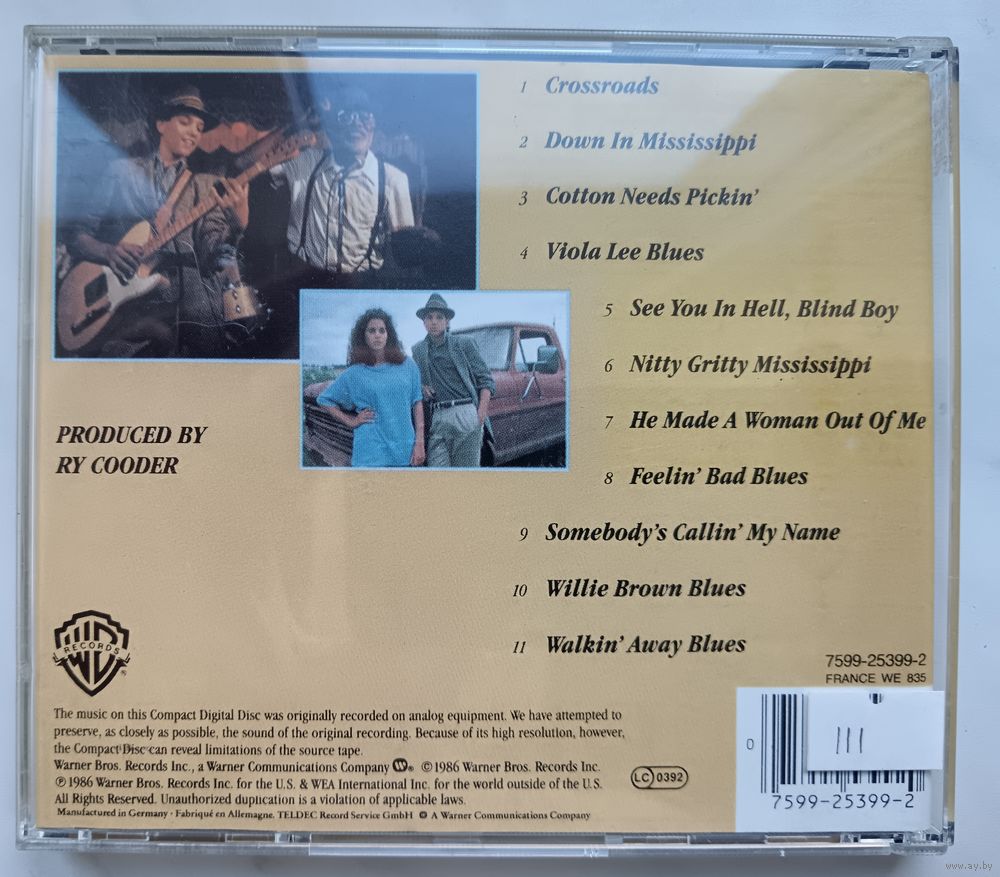 1 Crossroads
2 Down In Mississippi
3 Cotton Needs Pickin'
4 Viola Lee Blues
5 See You In Hell, Blind Boy
6 Nitty Gritty Mississippi
7 He Made A Woman Out Of Me
8 Feelin' Bad Blues
9 Somebody's Callin' My Name
10 Willie Brown Blues
11 Walkin' Away Blues
PRODUCED BY
RY COODER
WB
RECORDS
®
7599-25399-2
FRANCE WE 835
The music on this Compact Digital Disc was originally recorded on analog equipment. We have attempted to
preserve, as closely as possible, the sound of the original recording. Because of its high resolution, however,
the Compact Disc can reveal limitations of the source tape.
Warner Bros. Records Inc., a Warner Communications Company ® ©1986 Warner Bros. Records Inc.
℗1986 Warner Bros. Records Inc. for the U.S. & WEA International Inc. for the world outside of the U.S.
All Rights Reserved. Unauthorized duplication is a violation of applicable laws.
Manufactured in Germany · Fabriqué en Allemagne. TELDEC Record Service GmbH A Warner Communications Company
LC 0392
0
III
7599-25399-2
www.ay.by